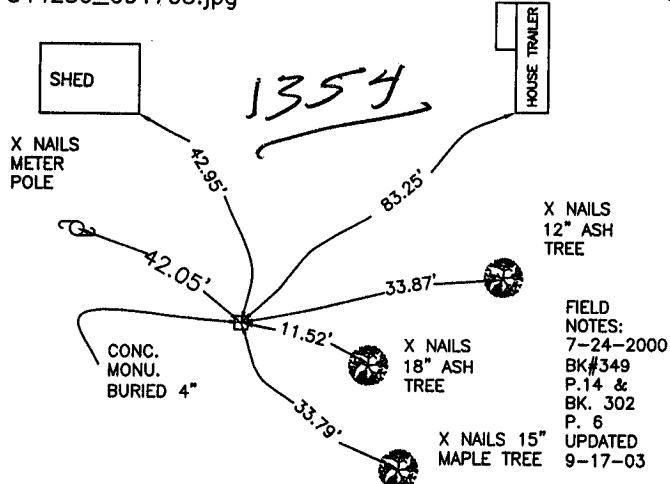 SHED
1354
HOUSE TRAILER
X NAILS
METER
POLE
42.95'
83.25'
X NAILS
12" ASH
TREE
42.05'
33.87'
11.52'
CONC.
MONU.
BURIED 4"
X NAILS
18" ASH
TREE
33.79'
X NAILS 15"
MAPLE TREE
FIELD
NOTES:
7-24-2000
BK#349
P.14 &
BK. 302
P. 6
UPDATED
9-17-03